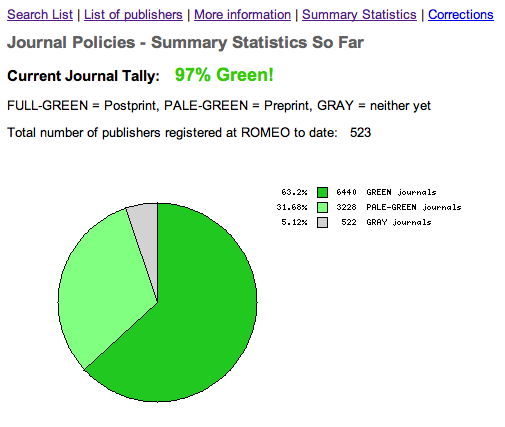 Search List | List of publishers | More information | Summary Statistics | Corrections
Journal Policies - Summary Statistics So Far
Current Journal Tally: 97% Green!
FULL-GREEN = Postprint, PALE-GREEN = Preprint, GRAY = neither yet
Total number of publishers registered at ROMEO to date: 523
63.2% 6440 GREEN journals
31.68% 3228 PALE-GREEN journals
5.12% 522 GRAY journals